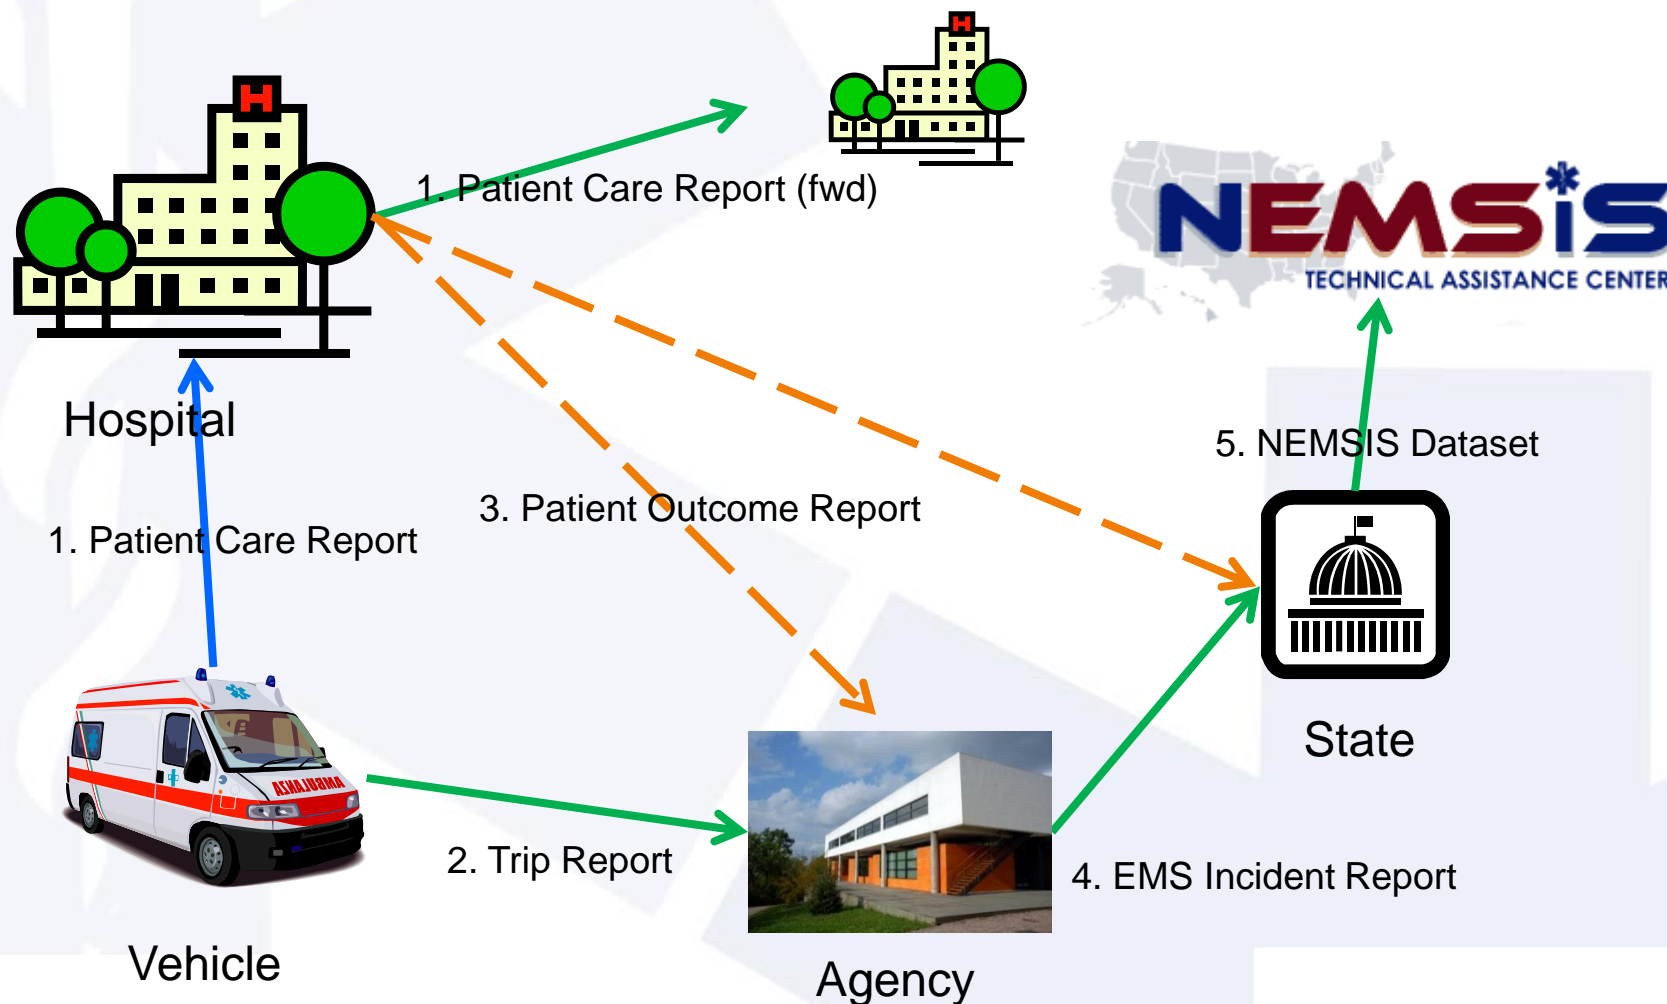 H
H
1. Patient Care Report (fwd)
NEMSiS
TECHNICAL ASSISTANCE CENTER
Hospital
5. NEMSIS Dataset
3. Patient Outcome Report
1. Patient Care Report
State
AMBULANZA
2. Trip Report
4. EMS Incident Report
Vehicle
Agency